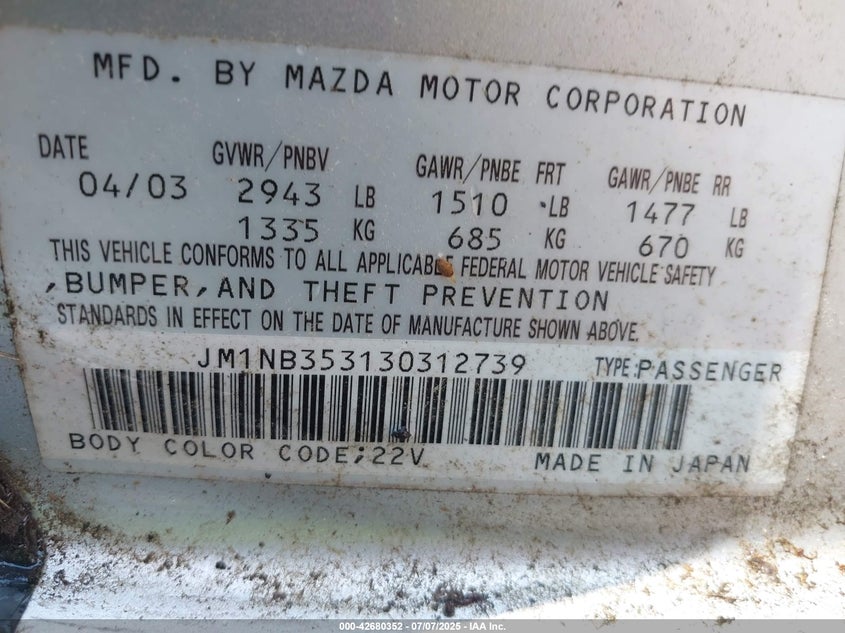 MFD. BY MAZDA MOTOR CORPORATION
DATE GVWR/PNBV GAWR/PNBE FRT GAWR/PNBE RR
04/03 2943 LB 1510 LB 1477 LB
1335 KG 685 KG 670 KG
THIS VEHICLE CONFORMS TO ALL APPLICABLE FEDERAL MOTOR VEHICLE SAFETY
,BUMPER,AND THEFT PREVENTION
STANDARDS IN EFFECT ON THE DATE OF MANUFACTURE SHOWN ABOVE.
JM1NB353130312739 TYPE:PASSENGER
BODY COLOR CODE;22V MADE IN JAPAN
000-42680352 - 07/07/2025 - IAA Inc.